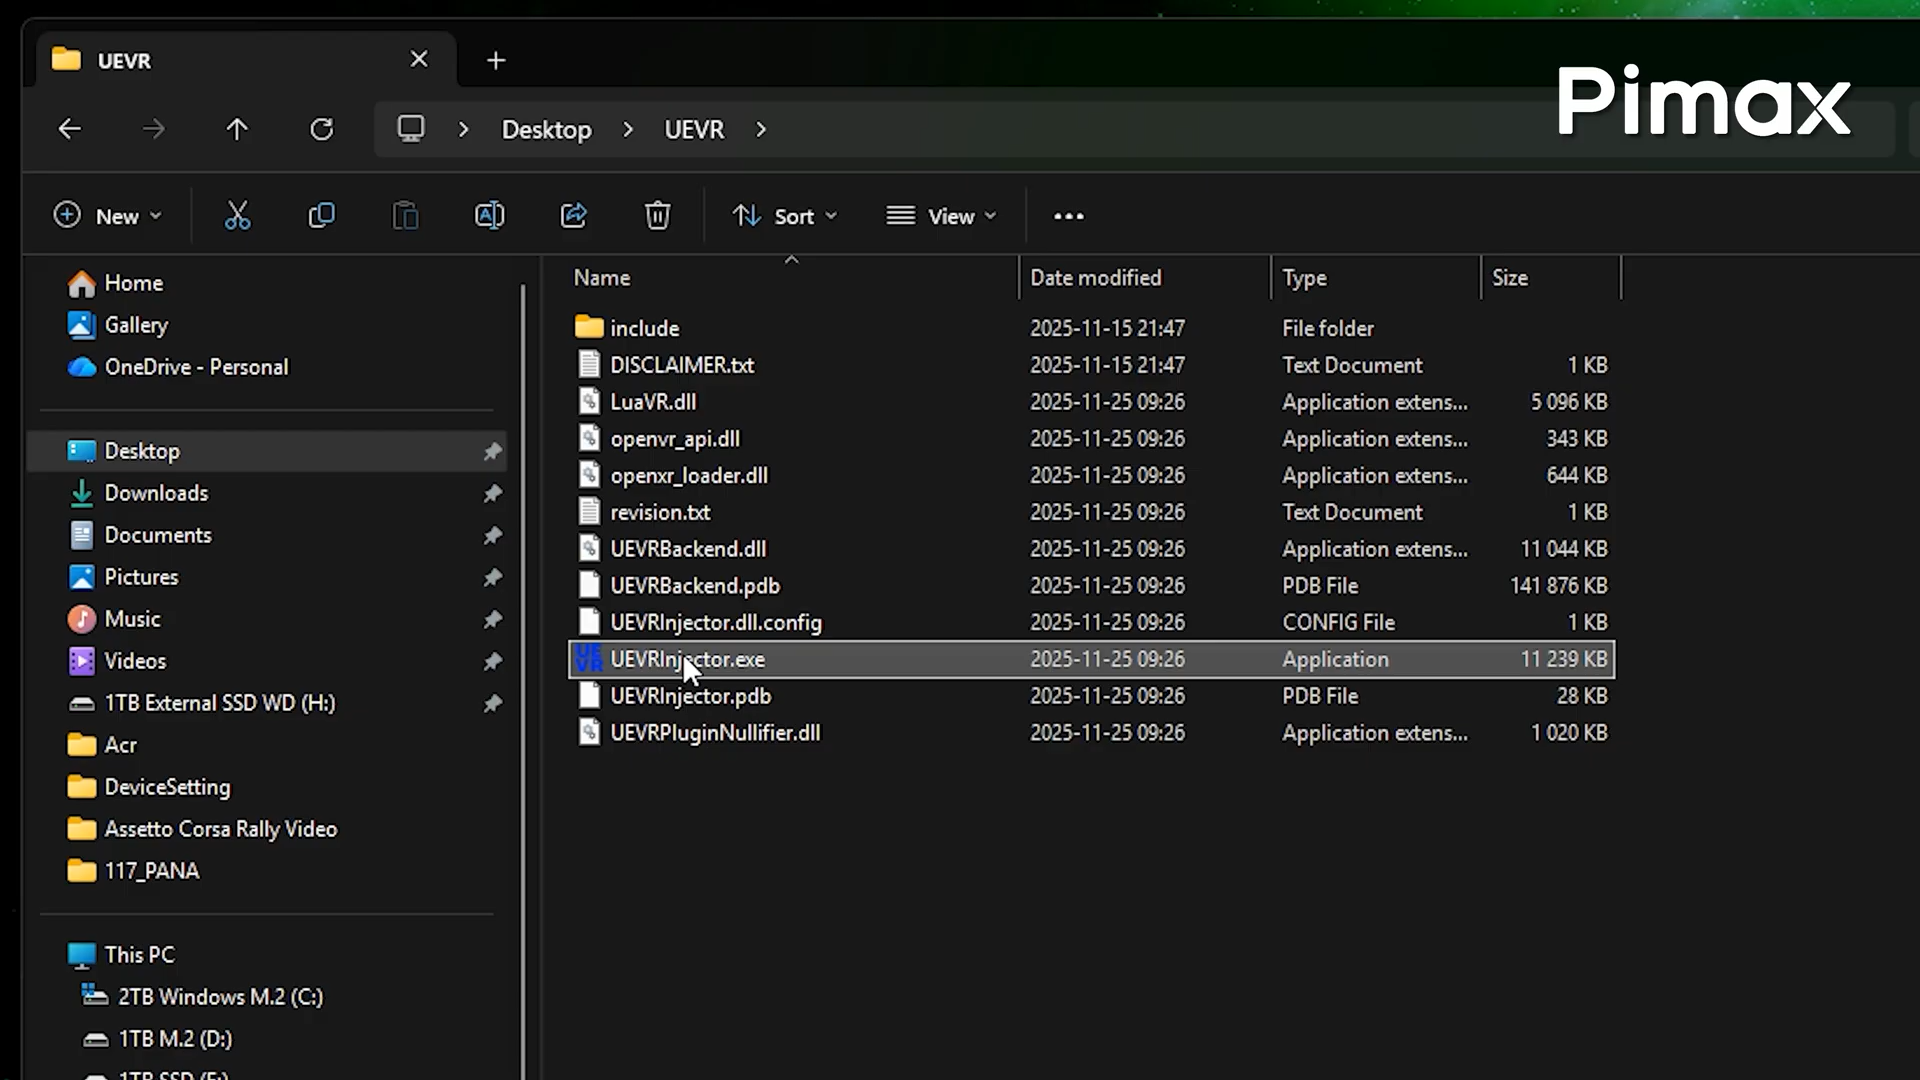 UEVR
Pimax
Desktop
UEVR
New
Sort
View
Name
Date modified
Type
Size
Home
Gallery
OneDrive - Personal
Desktop
Downloads
Documents
Pictures
Music
Videos
1TB External SSD WD (H:)
Acr
DeviceSetting
Assetto Corsa Rally Video
117_PANA
This PC
2TB Windows M.2 (C:)
1TB M.2 (D:)
include 2025-11-15 21:47 File folder
DISCLAIMER.txt 2025-11-15 21:47 Text Document 1 KB
LuaVR.dll 2025-11-25 09:26 Application extens... 5 096 KB
openvr_api.dll 2025-11-25 09:26 Application extens... 343 KB
openxr_loader.dll 2025-11-25 09:26 Application extens... 644 KB
revision.txt 2025-11-25 09:26 Text Document 1 KB
UEVRBackend.dll 2025-11-25 09:26 Application extens... 11 044 KB
UEVRBackend.pdb 2025-11-25 09:26 PDB File 141 876 KB
UEVRInjector.dll.config 2025-11-25 09:26 CONFIG File 1 KB
UEVRInjector.exe 2025-11-25 09:26 Application 11 239 KB
UEVRInjector.pdb 2025-11-25 09:26 PDB File 28 KB
UEVRPluginNullifier.dll 2025-11-25 09:26 Application extens... 1 020 KB